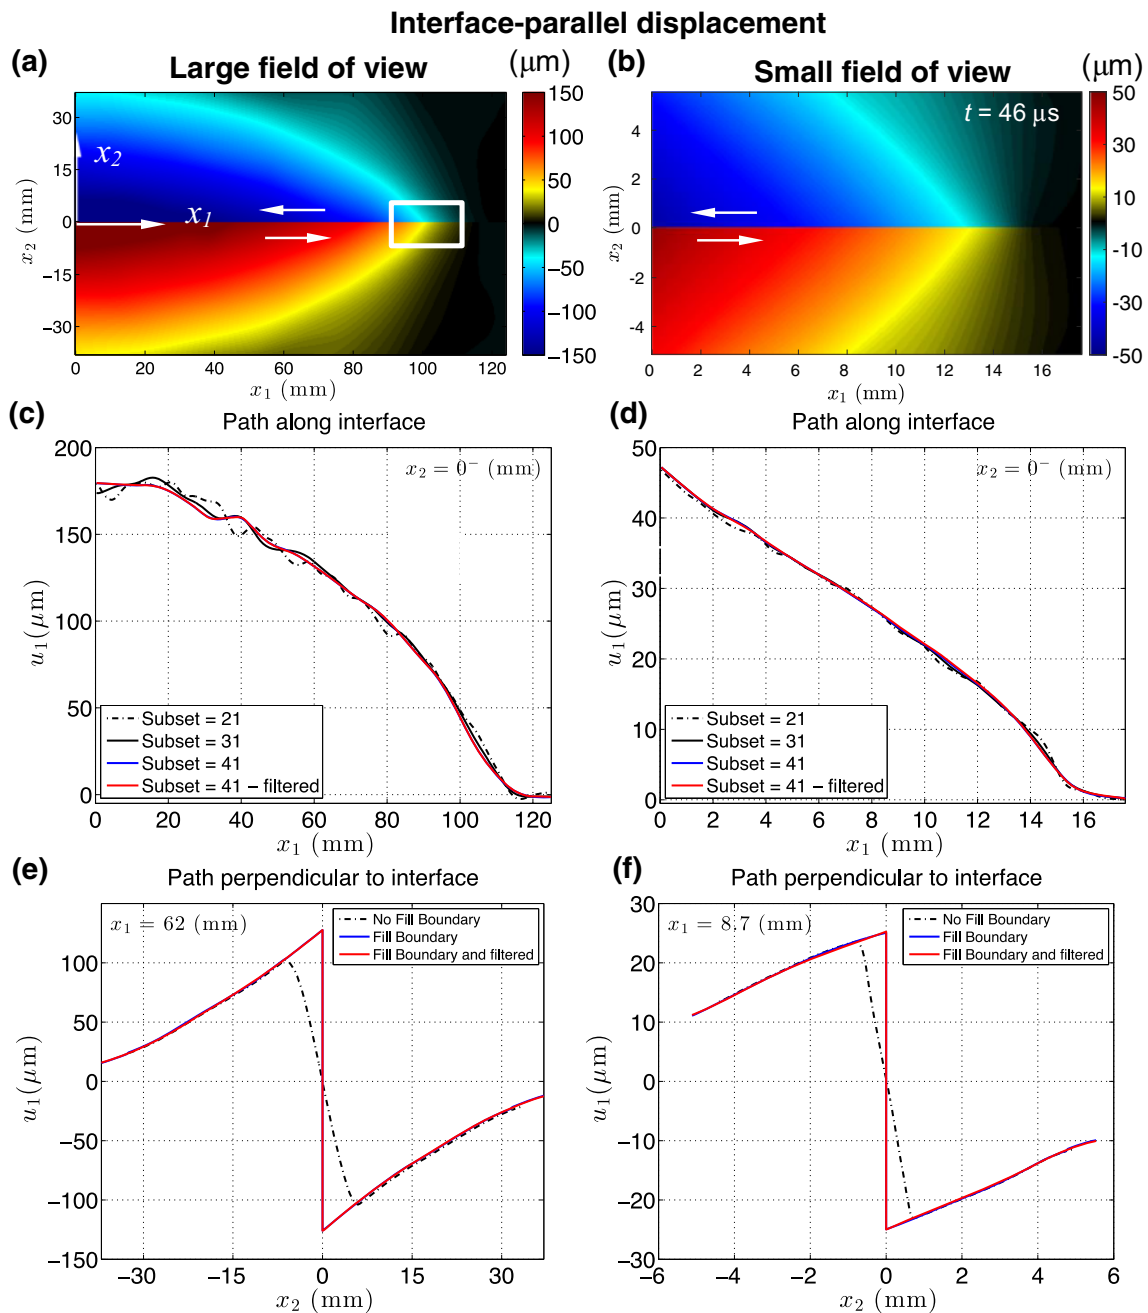 Interface-parallel displacement
(a) Large field of view (μm)
(b) Small field of view (μm)
30
15
0
−15
−30
x2 (mm)
x2
x1
0 20 40 60 80 100 120
x1 (mm)
150
100
50
0
−50
−100
−150
t = 46 μs
4
2
0
-2
-4
x2 (mm)
0 2 4 6 8 10 12 14 16
x1 (mm)
50
30
10
-10
-30
-50
(c) Path along interface
x2 = 0− (mm)
200
150
100
50
0
u1(μm)
Subset = 21
Subset = 31
Subset = 41
Subset = 41 − filtered
0 20 40 60 80 100 120
x1 (mm)
(d) Path along interface
x2 = 0− (mm)
50
40
30
20
10
0
u1(μm)
Subset = 21
Subset = 31
Subset = 41
Subset = 41 − filtered
0 2 4 6 8 10 12 14 16
x1 (mm)
(e) Path perpendicular to interface
x1 = 62 (mm)
No Fill Boundary
Fill Boundary
Fill Boundary and filtered
100
50
0
−50
−100
−150
u1(μm)
−30 −15 0 15 30
x2 (mm)
(f) Path perpendicular to interface
x1 = 8.7 (mm)
No Fill Boundary
Fill Boundary
Fill Boundary and filtered
30
20
10
0
−10
−20
−30
u1(μm)
−6 −4 −2 0 2 4 6
x2 (mm)